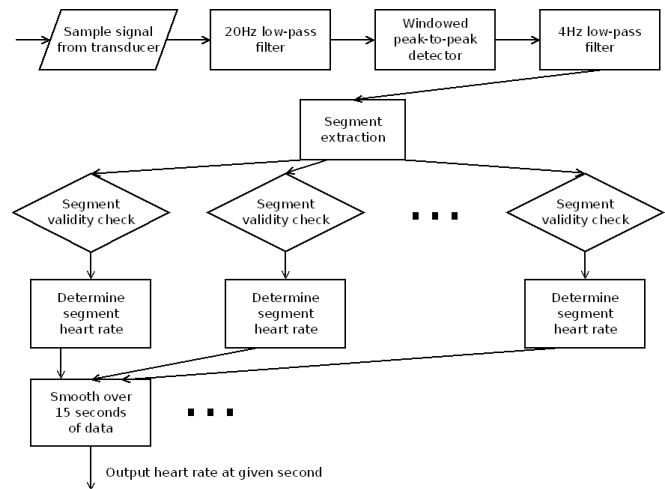 Sample signal
from transducer
20Hz low-pass
filter
Windowed
peak-to-peak
detector
4Hz low-pass
filter
Segment
extraction
Segment
validity check
Segment
validity check
Segment
validity check
Determine
segment
heart rate
Determine
segment
heart rate
Determine
segment
heart rate
Smooth over
15 seconds
of data
Output heart rate at given second